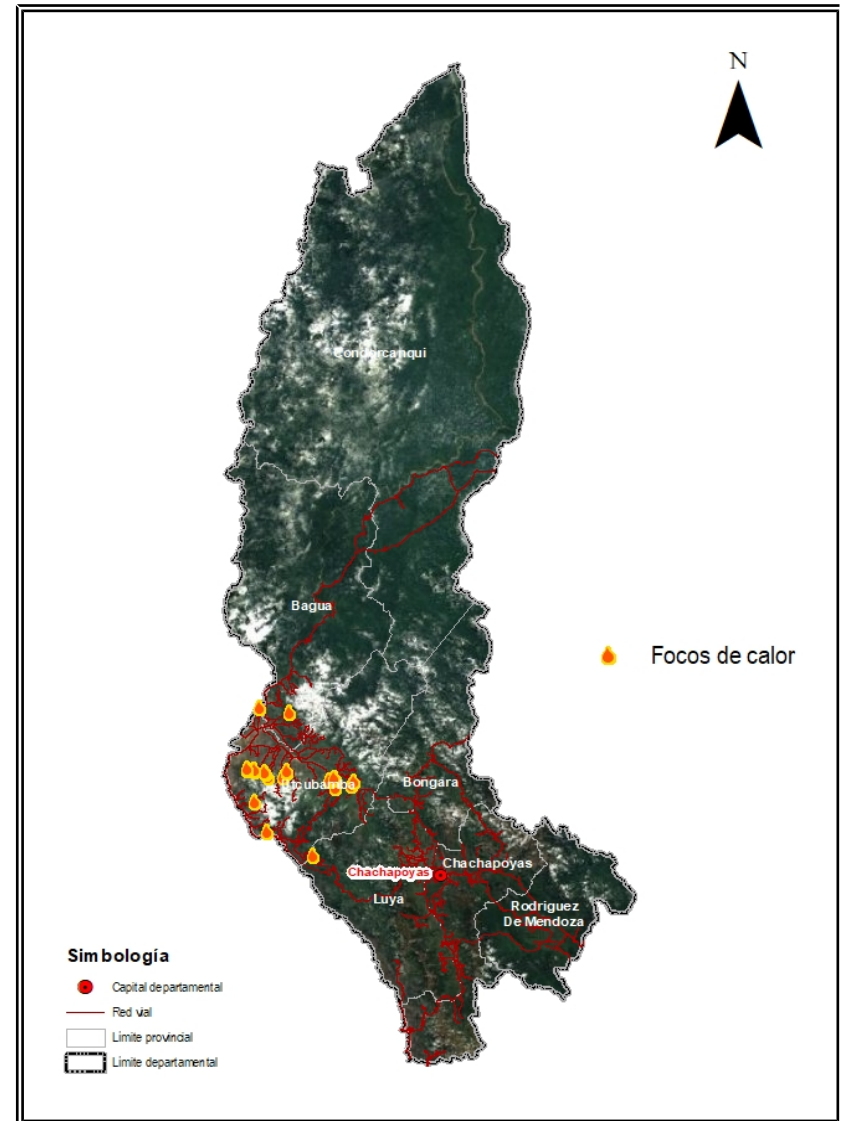 N
Condorcanqui
Bagua
Focos de calor
Utcubamba
Bongara
Chachapoyas
Chachapoyas
Luya
Rodriguez
De Mendoza
Simbología
Capital departamental
Red vial
Limite provincial
Limite departamental